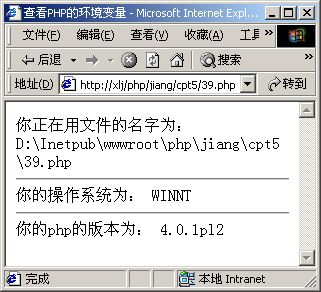 查看PHP的环境变量 - Microsoft Internet Expl...
文件(F) 编辑(E) 查看(V) 收藏(A) 工具
后退 搜索
地址(D) http://xlj/php/jiang/cpt5/39.php 转到
你正在用文件的名字为:
D:\Inetpub\wwwroot\php\jiang\cpt5
\39.php
你的操作系统为: WINNT
你的php的版本为: 4.0.1pl2
完成 本地 Intranet